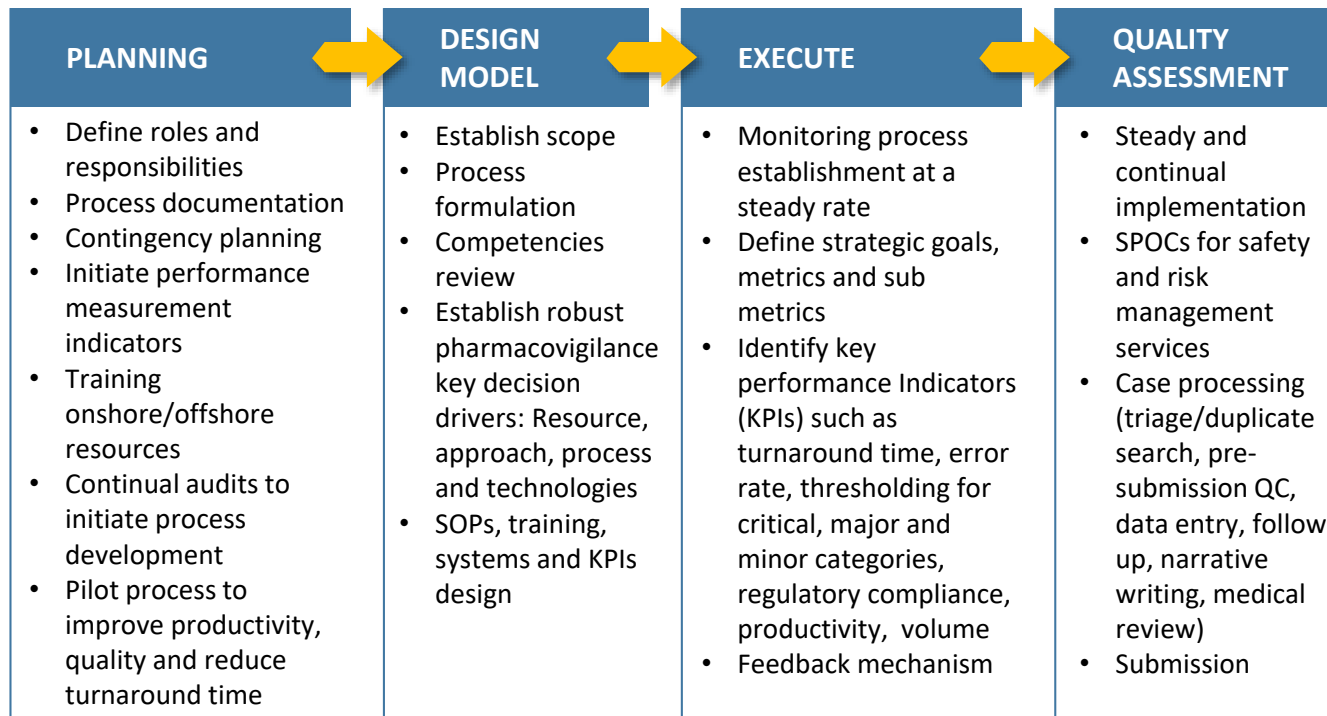 PLANNING
• Define roles and
responsibilities
• Process documentation
• Contingency planning
• Initiate performance
measurement
indicators
• Training
onshore/offshore
resources
• Continual audits to
initiate process
development
• Pilot process to
improve productivity,
quality and reduce
turnaround time
DESIGN
MODEL
• Establish scope
• Process
formulation
• Competencies
review
• Establish robust
pharmacovigilance
key decision
drivers: Resource,
approach, process
and technologies
• SOPs, training,
systems and KPIs
design
EXECUTE
• Monitoring process
establishment at a
steady rate
• Define strategic goals,
metrics and sub
metrics
• Identify key
performance Indicators
(KPIs) such as
turnaround time, error
rate, thresholding for
critical, major and
minor categories,
regulatory compliance,
productivity, volume
• Feedback mechanism
QUALITY
ASSESSMENT
• Steady and
continual
implementation
• SPOCs for safety
and risk
management
services
• Case processing
(triage/duplicate
search, pre-
submission QC,
data entry, follow
up, narrative
writing, medical
review)
• Submission